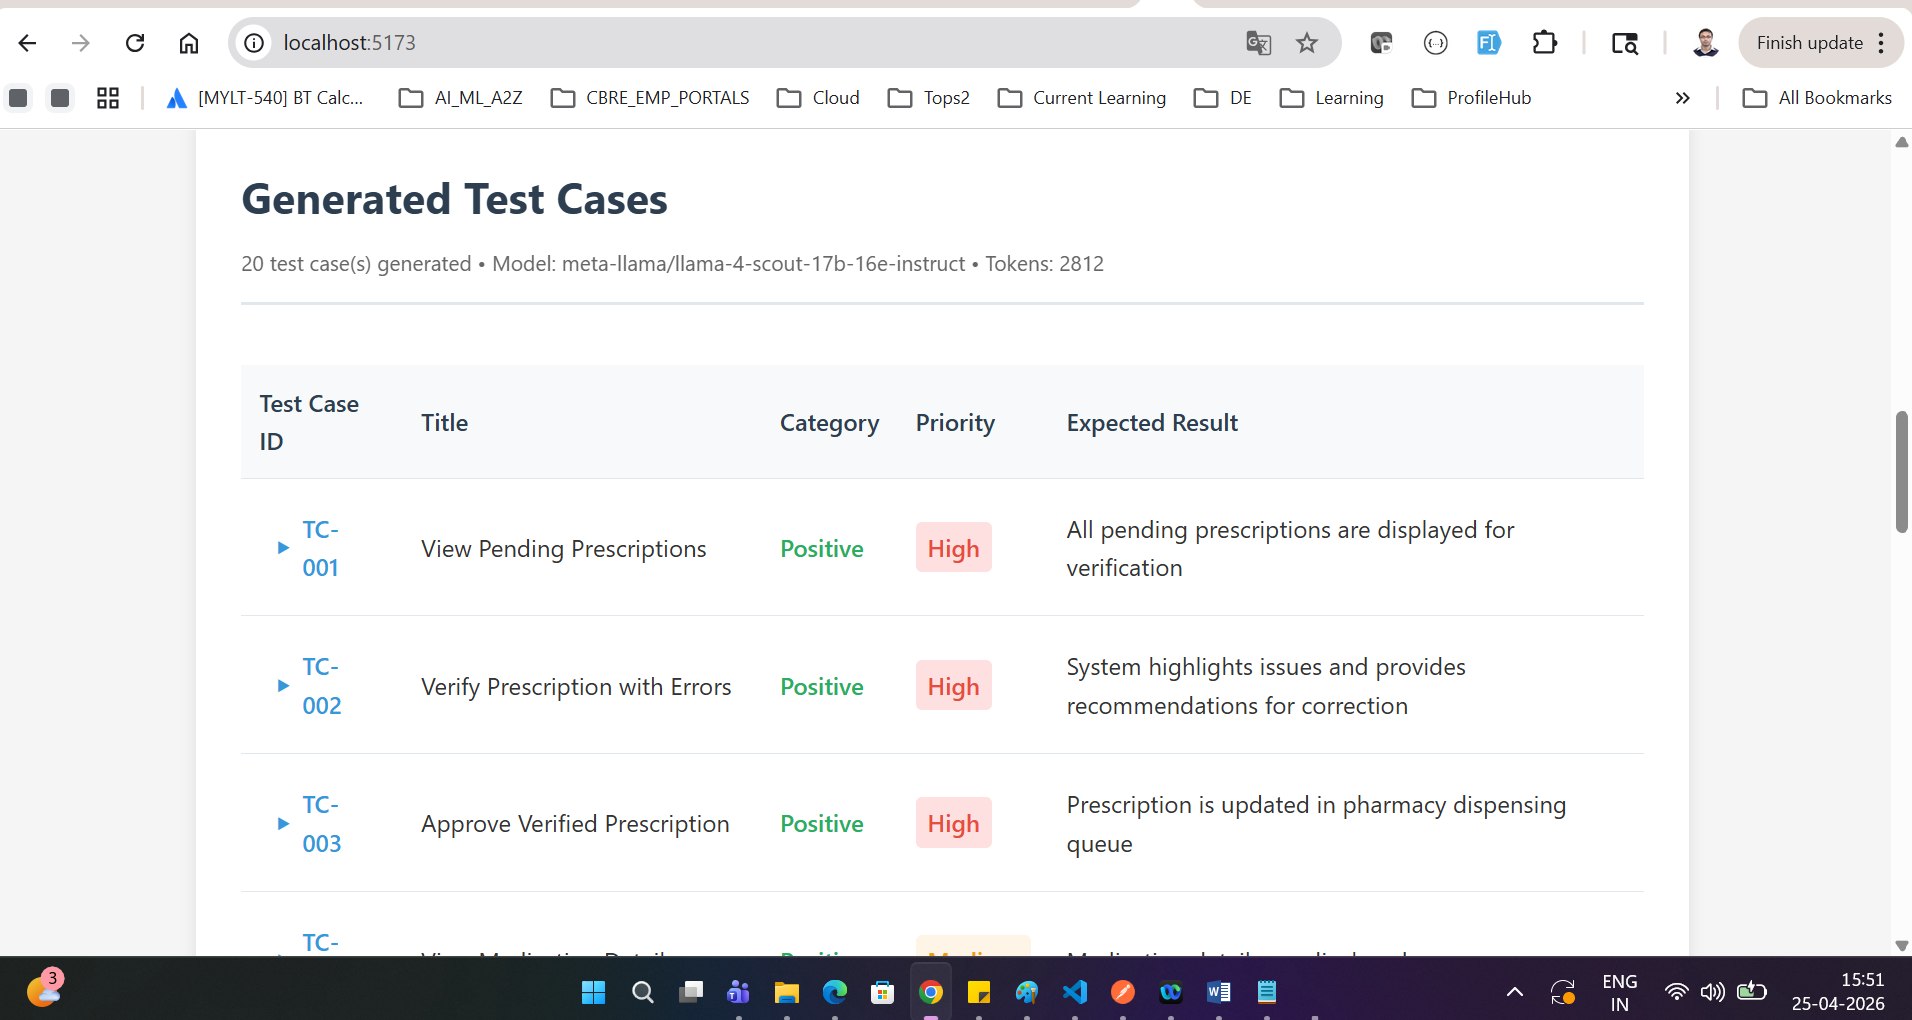 localhost:5173
Finish update
[MYLT-540] BT Calc...
AI_ML_A2Z
CBRE_EMP_PORTALS
Cloud
Tops2
Current Learning
DE
Learning
ProfileHub
All Bookmarks
Generated Test Cases
20 test case(s) generated • Model: meta-llama/llama-4-scout-17b-16e-instruct • Tokens: 2812
Test Case
ID
Title
Category
Priority
Expected Result
TC-
001
View Pending Prescriptions
Positive
High
All pending prescriptions are displayed for
verification
TC-
002
Verify Prescription with Errors
Positive
High
System highlights issues and provides
recommendations for correction
TC-
003
Approve Verified Prescription
Positive
High
Prescription is updated in pharmacy dispensing
queue
TC-
3
ENG
IN
15:51
25-04-2026